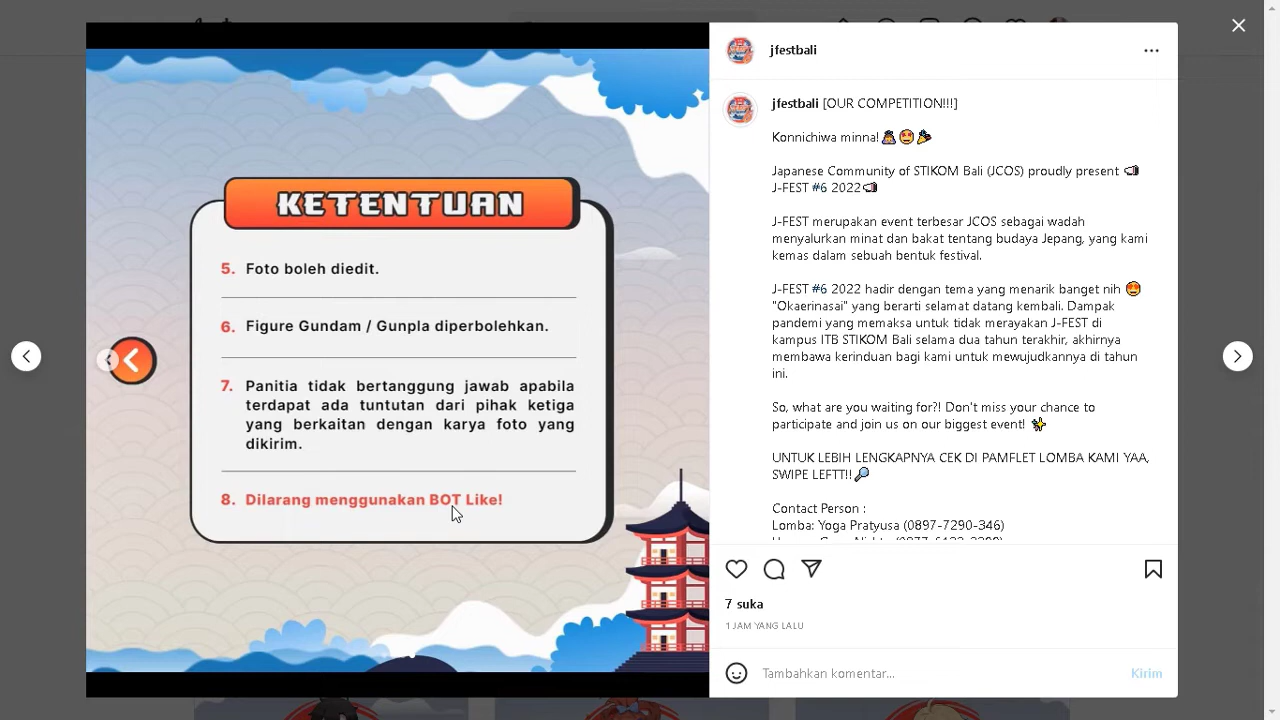 KETENTUAN
5. Foto boleh diedit.
6. Figure Gundam / Gunpla diperbolehkan.
7. Panitia tidak bertanggung jawab apabila
terdapat ada tuntutan dari pihak ketiga
yang berkaitan dengan karya foto yang
dikirim.
8. Dilarang menggunakan BOT Like!
jfestbali
jfestbali [OUR COMPETITION!!!]
Konnichiwa minna!
Japanese Community of STIKOM Bali (JCOS) proudly present
J-FEST #6 2022
J-FEST merupakan event terbesar JCOS sebagai wadah
menyalurkan minat dan bakat tentang budaya Jepang, yang kami
kemas dalam sebuah bentuk festival.
J-FEST #6 2022 hadir dengan tema yang menarik banget nih
"Okaerinasai" yang berarti selamat datang kembali. Dampak
pandemi yang memaksa untuk tidak merayakan J-FEST di
kampus ITB STIKOM Bali selama dua tahun terakhir, akhirnya
membawa kerinduan bagi kami untuk mewujudkannya di tahun
ini.
So, what are you waiting for?! Don't miss your chance to
participate and join us on our biggest event!
UNTUK LEBIH LENGKAPNYA CEK DI PAMFLET LOMBA KAMI YAA,
SWIPE LEFTT!!
Contact Person :
Lomba: Yoga Pratyusa (0897-7290-346)
7 suka
1 JAM YANG LALU
Tambahkan komentar...
Kirim